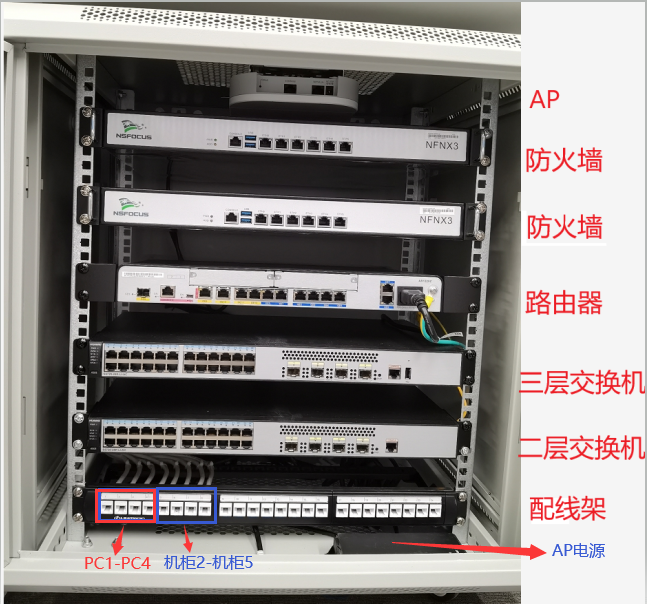 AP
NSFOCUS
NFNX3
防火墙
NSFOCUS
NFNX3
防火墙
路由器
三层交换机
二层交换机
配线架
PC1-PC4
机柜2-机柜5
AP电源